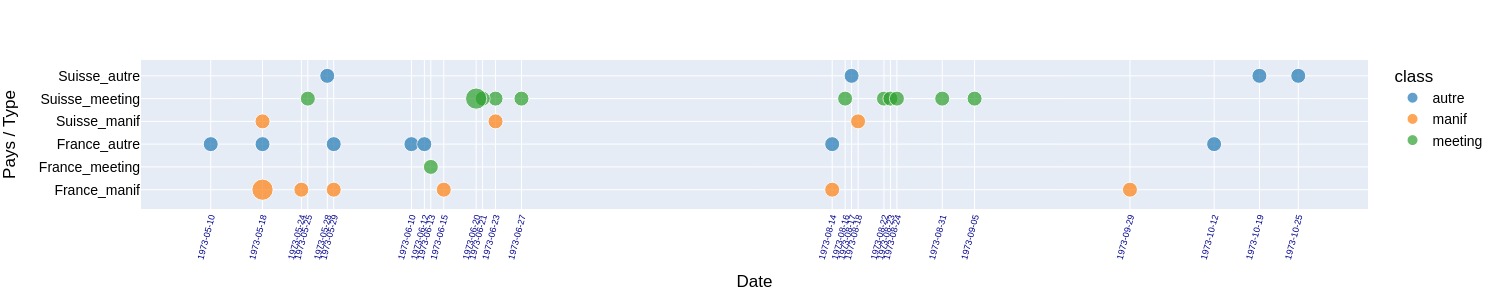 Pays / Type
Suisse_autre
Suisse_meeting
Suisse_manif
France_autre
France_meeting
France_manif
1973-05-10
1973-05-18
1973-05-24
1973-05-25
1973-05-28
1973-05-29
1973-06-10
1973-06-12
1973-06-13
1973-06-15
1973-06-20
1973-06-21
1973-06-23
1973-06-27
1973-08-14
1973-08-16
1973-08-17
1973-08-18
1973-08-22
1973-08-23
1973-08-24
1973-08-31
1973-09-05
1973-09-29
1973-10-12
1973-10-19
1973-10-25
Date
class
autre
manif
meeting